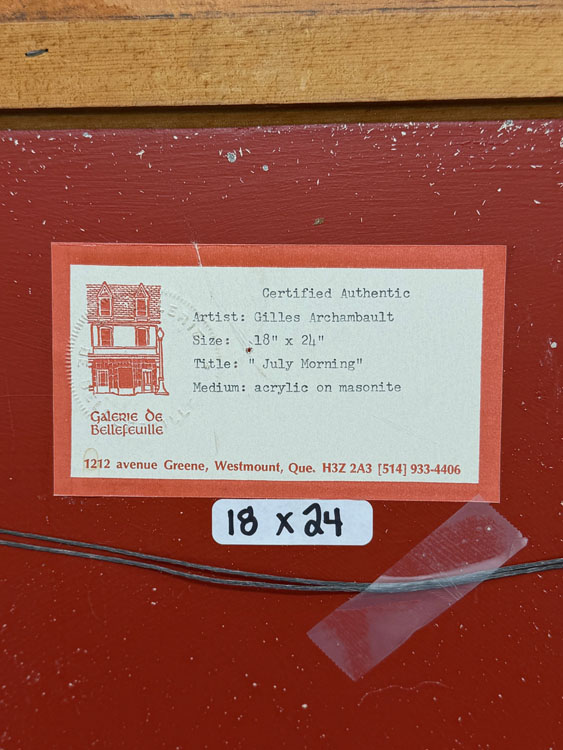 Certified Authentic
Artist: Gilles Archambault
Size: 18" x 24"
Title: " July Morning"
Medium: acrylic on masonite
Galerie de
Bellefeuille
1212 avenue Greene, Westmount, Que. H3Z 2A3 [514] 933-4406
18 x 24